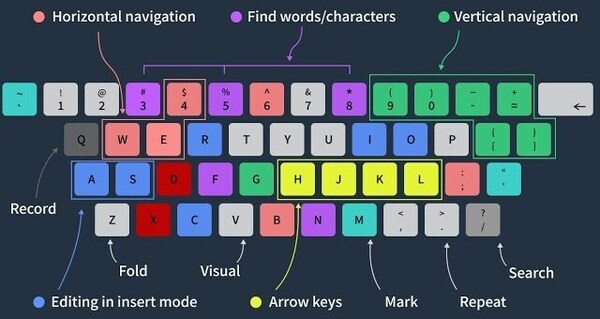 Horizontal navigation
Find words/characters
Vertical navigation
~ ! @ # $ % ^ & * ( ) _ +
` 1 2 3 4 5 6 7 8 9 0 - = ←
Q W E R T Y U I O P { }
[ ]
A S D F G H J K L : "
; '
Z X C V B N M < > ?
, . /
Record
Fold
Visual
Search
Editing in insert mode
Arrow keys
Mark
Repeat